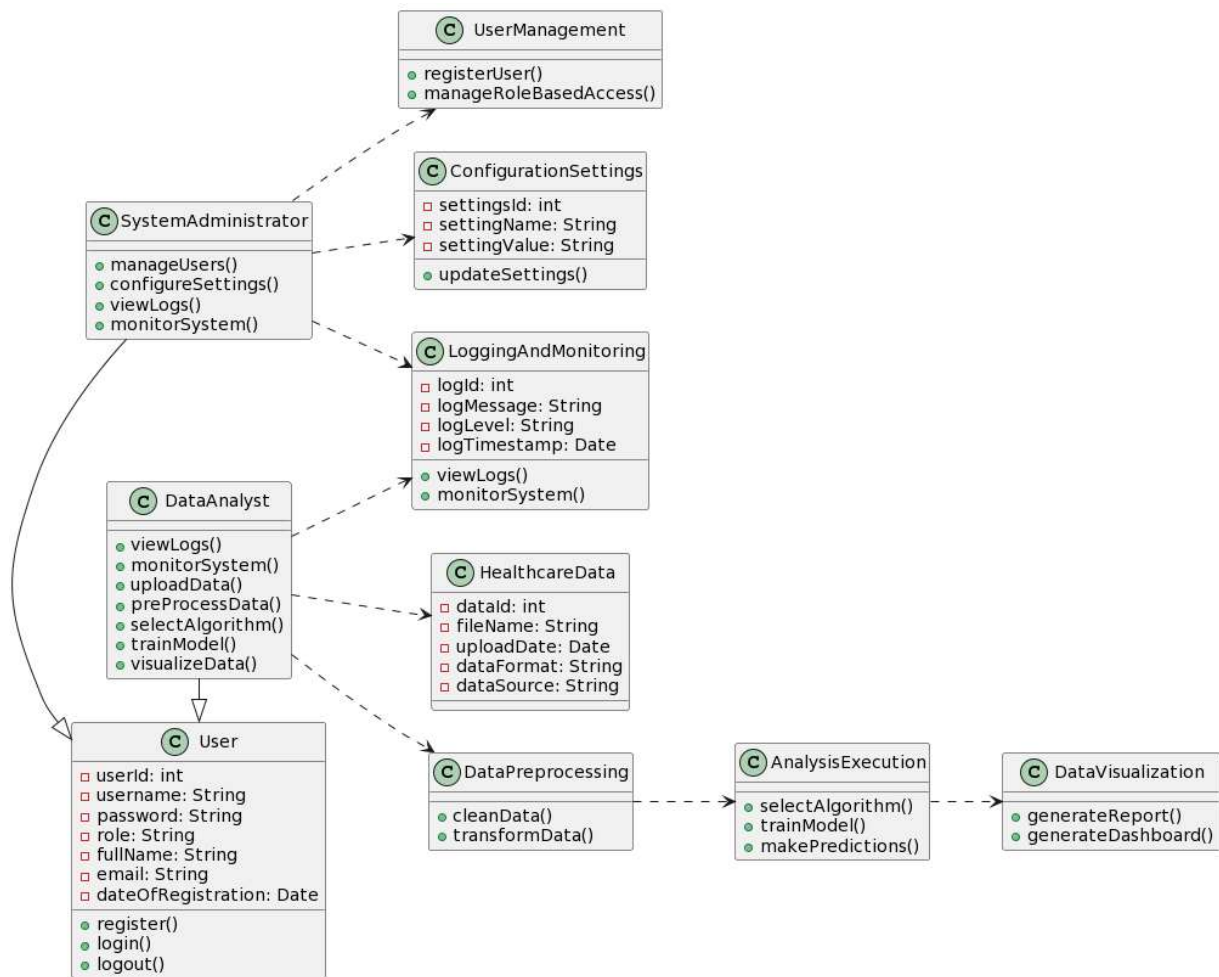 C UserManagement
registerUser()
manageRoleBasedAccess()
C ConfigurationSettings
settingsId: int
settingName: String
settingValue: String
updateSettings()
C SystemAdministrator
manageUsers()
configureSettings()
viewLogs()
monitorSystem()
C LoggingAndMonitoring
logId: int
logMessage: String
logLevel: String
logTimestamp: Date
viewLogs()
monitorSystem()
C DataAnalyst
viewLogs()
monitorSystem()
uploadData()
preProcessData()
selectAlgorithm()
trainModel()
visualizeData()
C HealthcareData
dataId: int
fileName: String
uploadDate: Date
dataFormat: String
dataSource: String
C User
userId: int
username: String
password: String
role: String
fullName: String
email: String
dateOfRegistration: Date
register()
login()
logout()
C DataPreprocessing
cleanData()
transformData()
C AnalysisExecution
selectAlgorithm()
trainModel()
makePredictions()
C DataVisualization
generateReport()
generateDashboard()